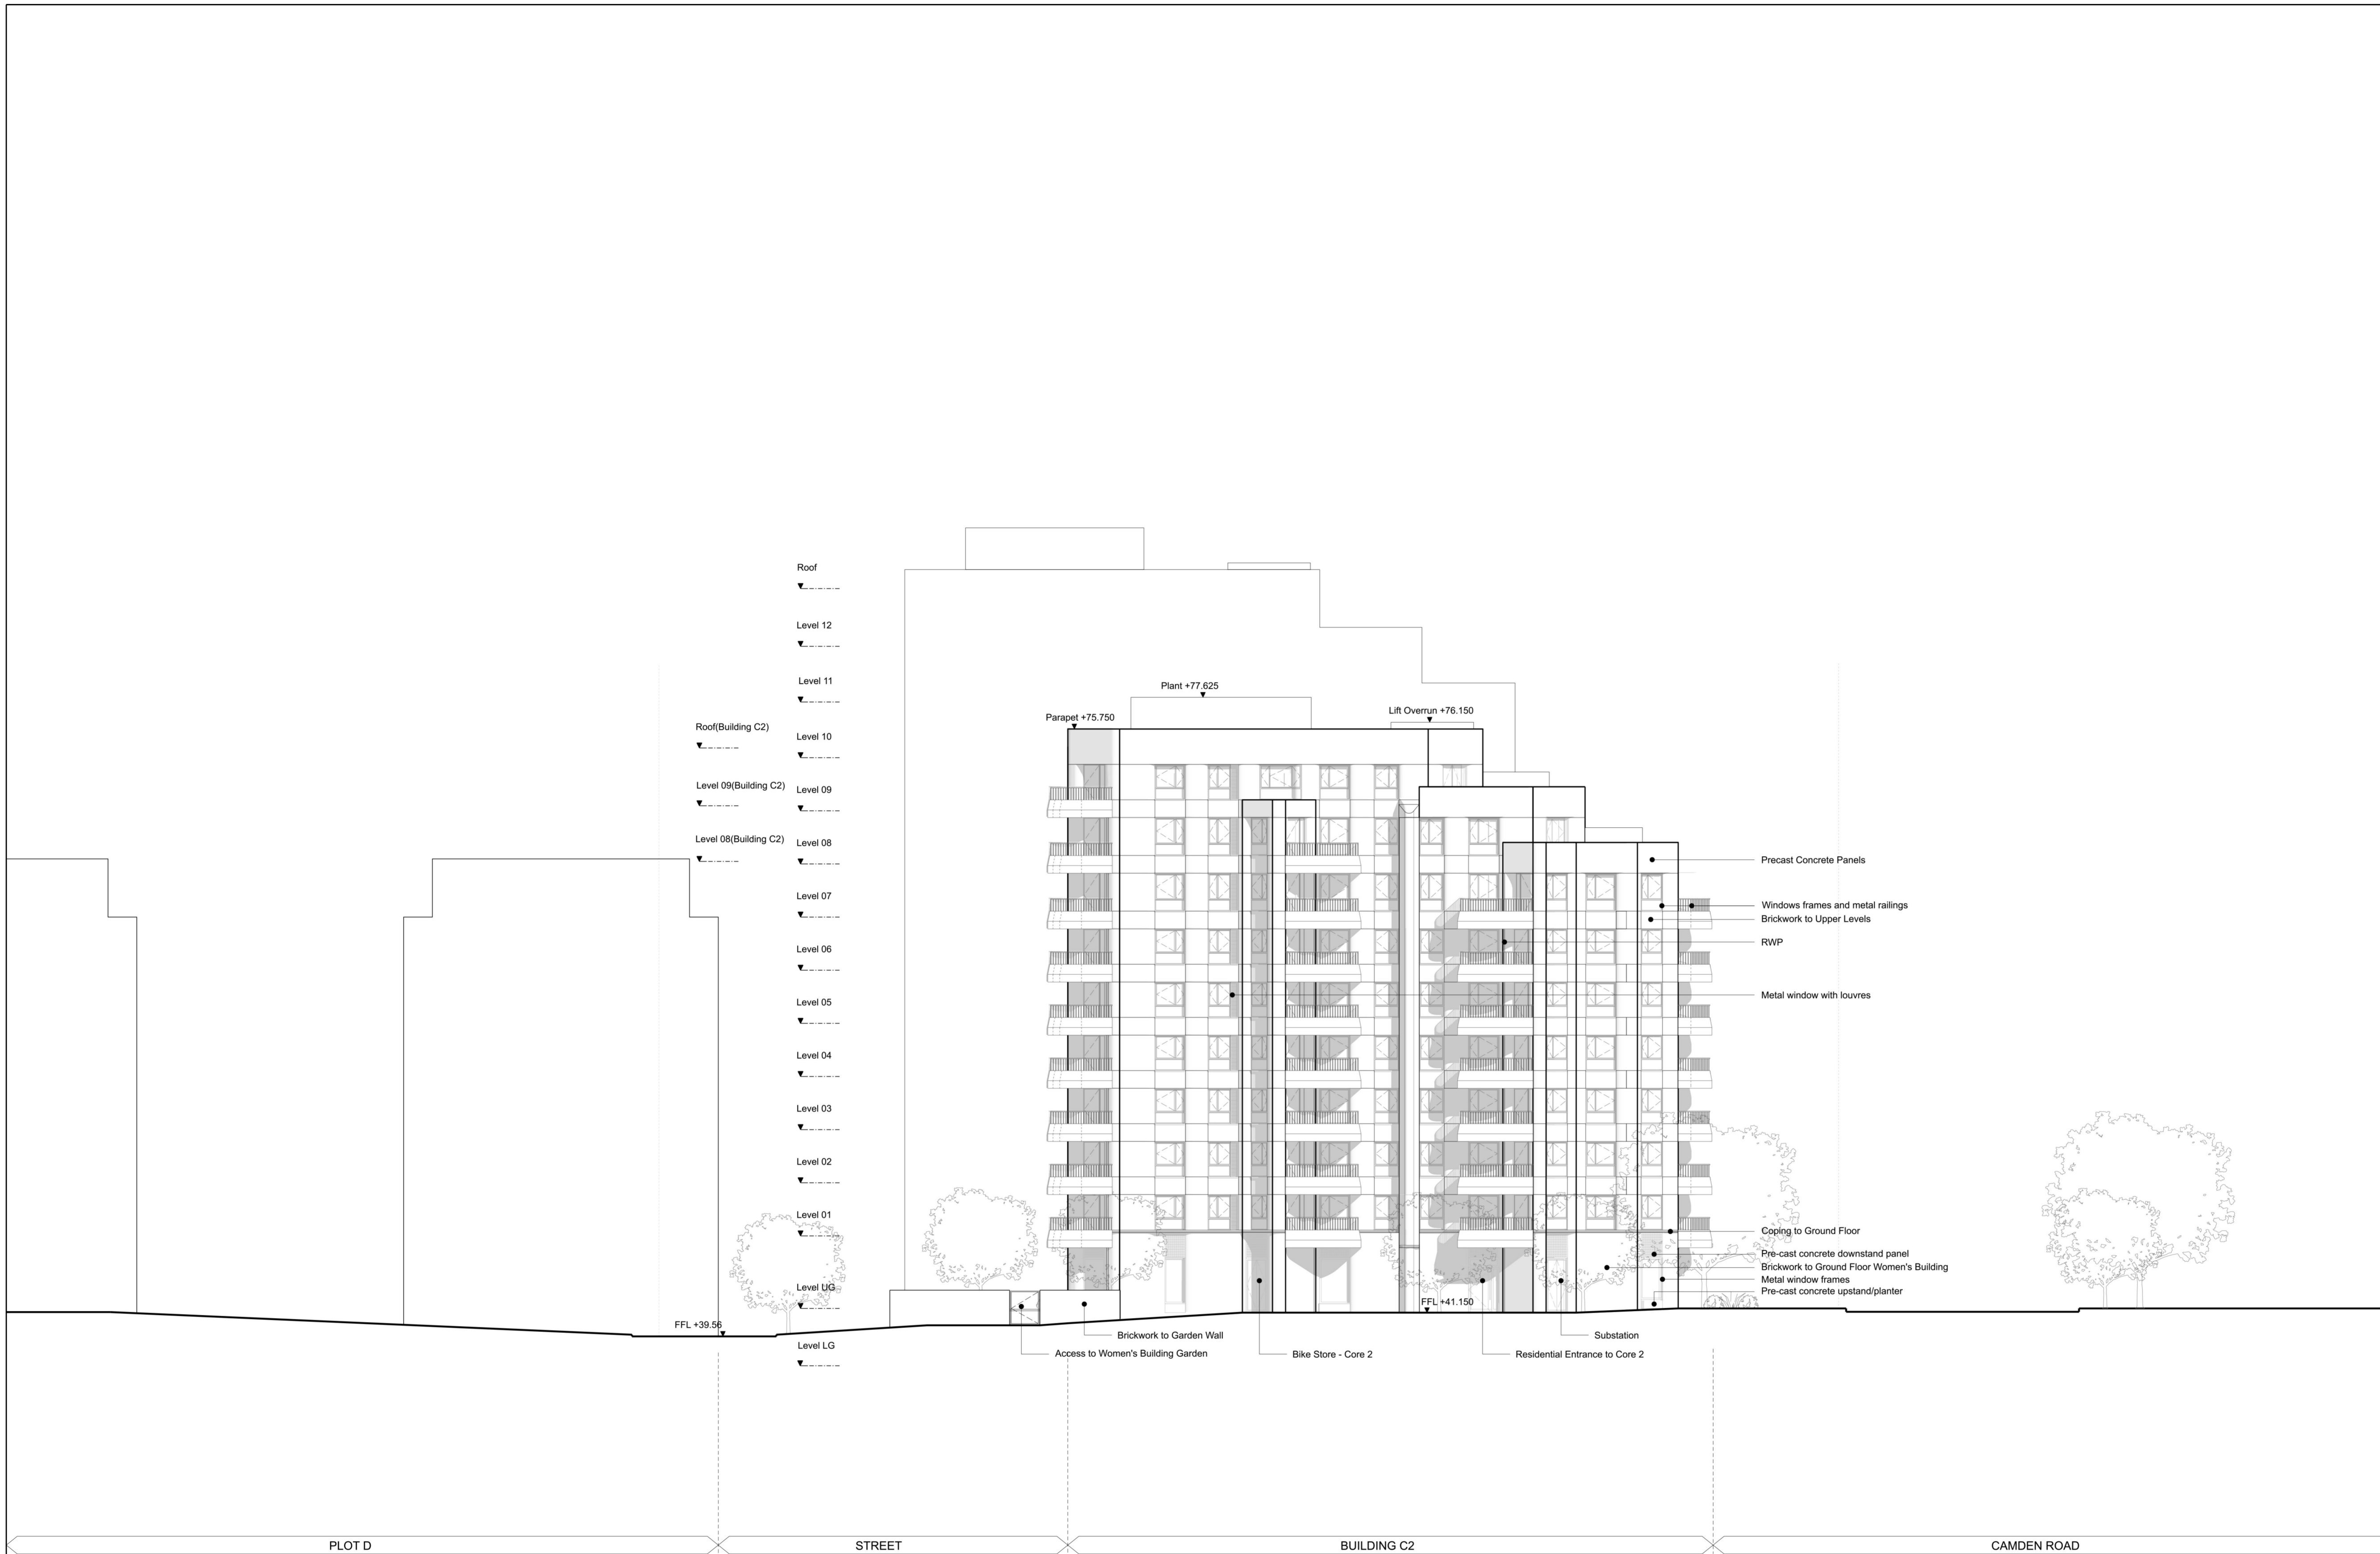 Roof
Level 12
Level 11
Plant +77.625
Lift Overrun +76.150
Parapet +75.750
Roof(Building C2)
Level 10
Level 09(Building C2)
Level 09
Level 08(Building C2)
Level 08
Precast Concrete Panels
Level 07
Windows frames and metal railings
Brickwork to Upper Levels
RWP
Level 06
Metal window with louvres
Level 05
Level 04
Level 03
Level 02
Level 01
Coping to Ground Floor
Pre-cast concrete downstand panel
Brickwork to Ground Floor Women's Building
Metal window frames
Level UG
Pre-cast concrete upstand/planter
FFL +41.150
FFL +39.56
Level LG
Brickwork to Garden Wall
Substation
Access to Women's Building Garden
Bike Store - Core 2
Residential Entrance to Core 2
PLOT D
STREET
BUILDING C2
CAMDEN ROAD